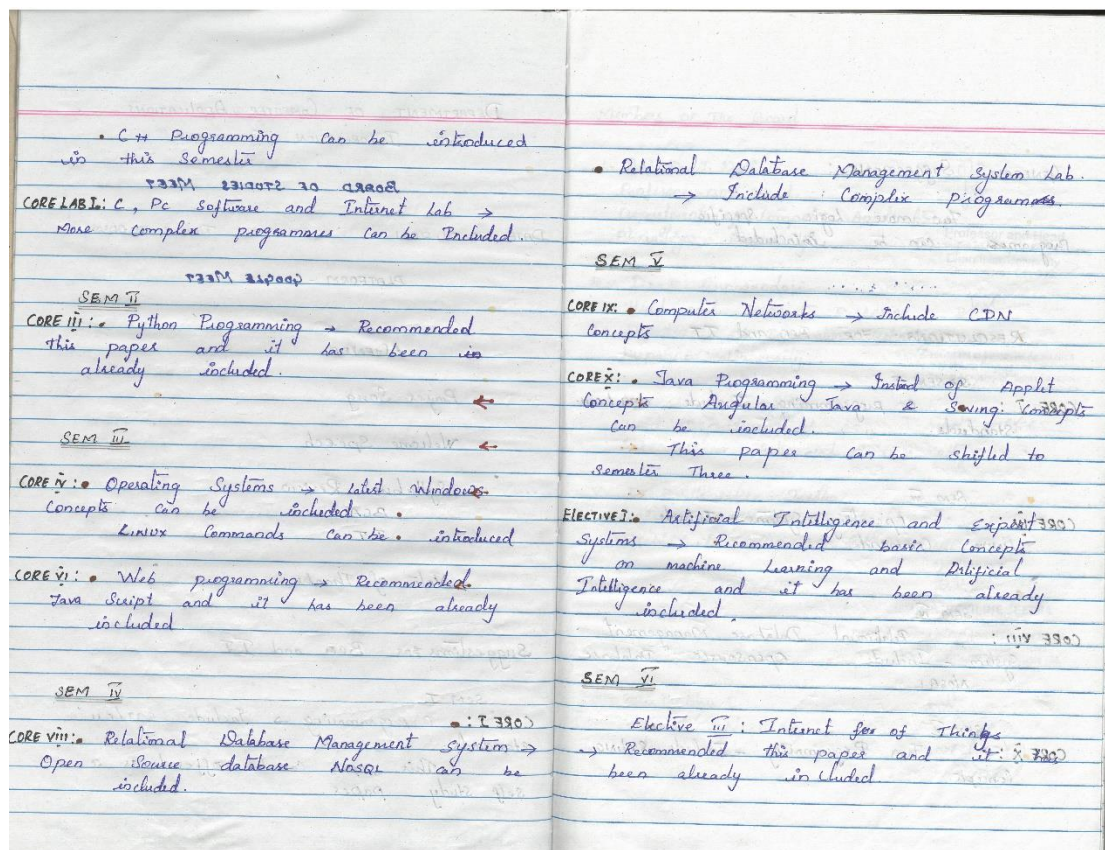 • C++ Programming can be introduced
in this Semester
CORE LAB I: C, Pc Software and Internet Lab →
More Complex programmes can be Included.
SEM II
CORE III: • Python Programming → Recommended
this paper and it has been in
already included.
SEM III
CORE IV: • Operating Systems → Latest Windows
Concepts can be included.
LINUX Commands can be introduced
CORE VI: • Web programming → Recommended
Java Script and it has been already
included
SEM IV
CORE VIII: • Relational Database Management System →
Open Source database NOSQL can be
included.
• Relational Database Management System Lab.
→ Include Complex programmes.
SEM V
CORE IX: • Computer Networks → Include CDN
Concepts
CORE X: • Java Programming → Instead of Applet
Concepts Angular Java & Swing Concepts
can be included.
This paper can be shifted to
Semester Three.
ELECTIVE I: • Artificial Intelligence and Expert
Systems → Recommended basic Concepts
on machine Learning and Artificial
Intelligence and it has been already
included.
SEM VI
Elective III: Internet for of Things
→ Recommended this paper and it has
been already included